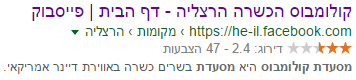 קולומבוס הכשרה הרצליה - דף הבית | פייסבוק
https://he-il.facebook.com › מקומות › הרצליה
דירוג: 2.4 - 47 הצבעות
מסעדת קולומבוס היא מסעדת בשרים כשרה באווירת דיינר אמריקאי.